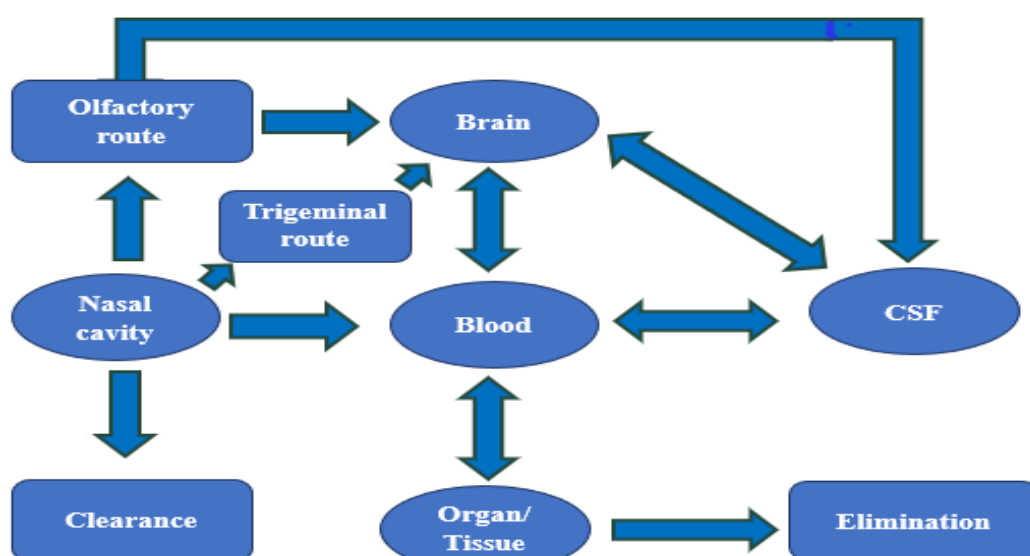 Olfactory
route
Brain
Trigeminal
route
Nasal
cavity
Blood
CSF
Clearance
Organ/
Tissue
Elimination